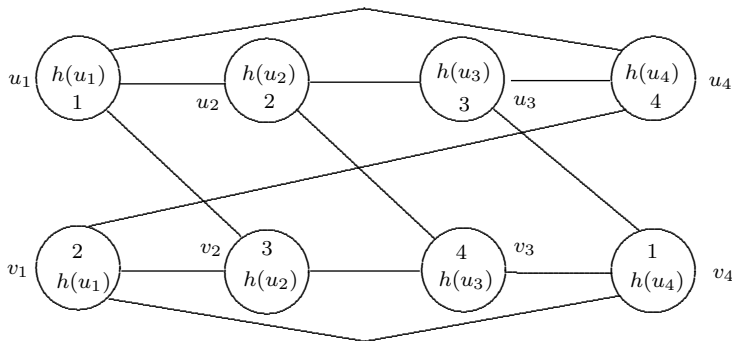 u₁ h(u₁) 1
u₂ h(u₂) 2
h(u₃) 3 u₃
h(u₄) 4 u₄
v₁ 2 h(u₁)
v₂ 3 h(u₂)
4 h(u₃) v₃
1 h(u₄) v₄